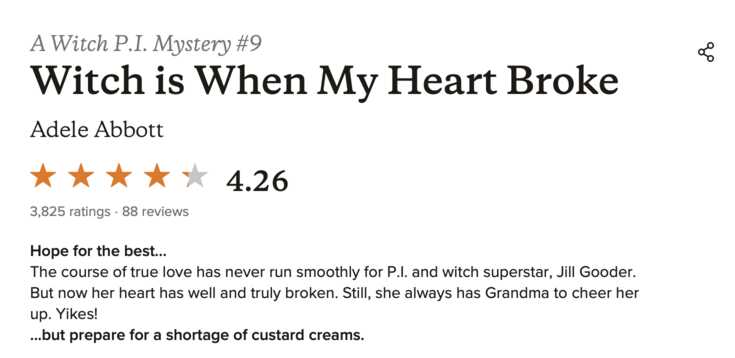 A Witch P.I. Mystery #9
Witch is When My Heart Broke
Adele Abbott
4.26
3,825 ratings · 88 reviews
Hope for the best...
The course of true love has never run smoothly for P.I. and witch superstar, Jill Gooder.
But now her heart has well and truly broken. Still, she always has Grandma to cheer her
up. Yikes!
...but prepare for a shortage of custard creams.